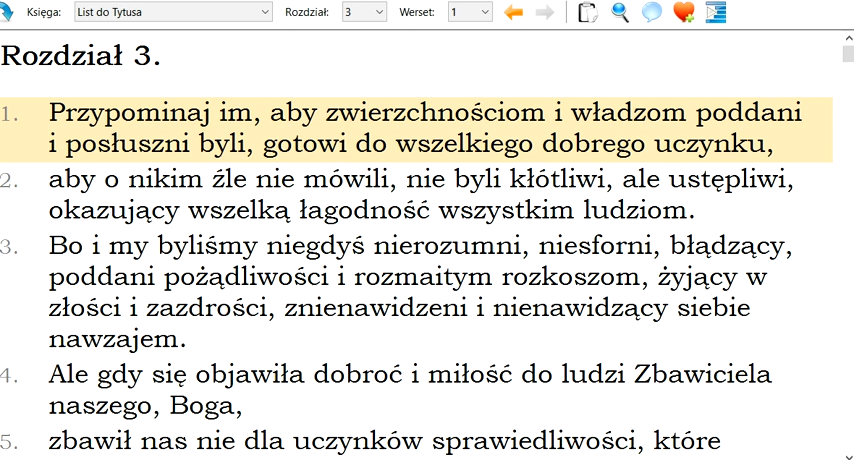 Księga: List do Tytusa Rozdział: 3 Werset: 1
Rozdział 3.
1. Przypominaj im, aby zwierzchnościom i władzom poddani
i posłuszni byli, gotowi do wszelkiego dobrego uczynku,
2. aby o nikim źle nie mówili, nie byli kłótliwi, ale ustępliwi,
okazujący wszelką łagodność wszystkim ludziom.
3. Bo i my byliśmy niegdyś nierozumni, niesforni, błądzący,
poddani pożądliwości i rozmaitym rozkoszom, żyjący w
złości i zazdrości, znienawidzeni i nienawidzący siebie
nawzajem.
4. Ale gdy się objawiła dobroć i miłość do ludzi Zbawiciela
naszego, Boga,
5. zbawił nas nie dla uczynków sprawiedliwości, które